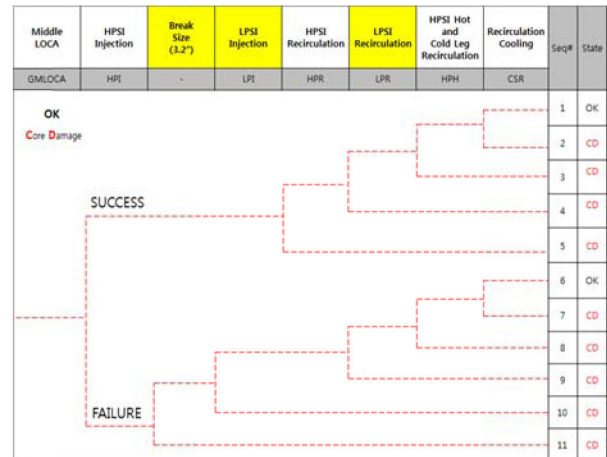 Middle
LOCA
HPSI
Injection
Break
Size
(3.2")
LPSI
Injection
HPSI
Recirculation
LPSI
Recirculation
HPSI Hot
and
Cold Leg
Recirculation
Recirculation
Cooling
Seq#
State
GMLOCA
HPI
-
LPI
HPR
LPR
HPH
CSR
OK
Core Damage
SUCCESS
FAILURE
1 OK
2 CD
3 CD
4 CD
5 CD
6 OK
7 CD
8 CD
9 CD
10 CD
11 CD